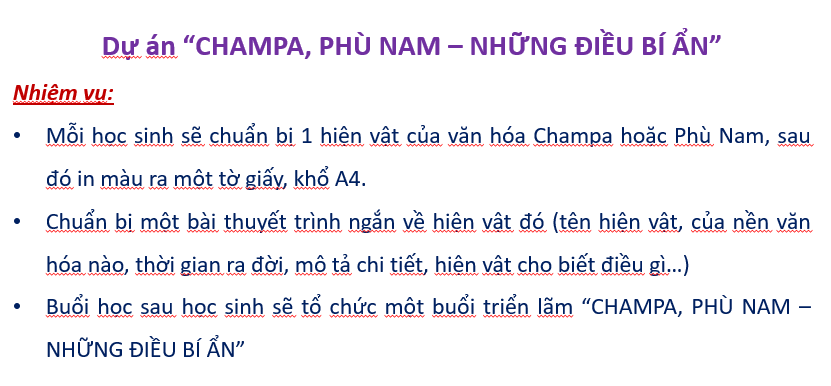 Dự án “CHAMPA, PHÙ NAM – NHỮNG ĐIỀU BÍ ẨN”
Nhiệm vụ:
• Mỗi học sinh sẽ chuẩn bị 1 hiện vật của văn hóa Champa hoặc Phù Nam, sau
đó in màu ra một tờ giấy, khổ A4.
• Chuẩn bị một bài thuyết trình ngắn về hiện vật đó (tên hiện vật, của nền văn
hóa nào, thời gian ra đời, mô tả chi tiết, hiện vật cho biết điều gì…)
• Buổi học sau học sinh sẽ tổ chức một buổi triển lãm “CHAMPA, PHÙ NAM –
NHỮNG ĐIỀU BÍ ẨN”